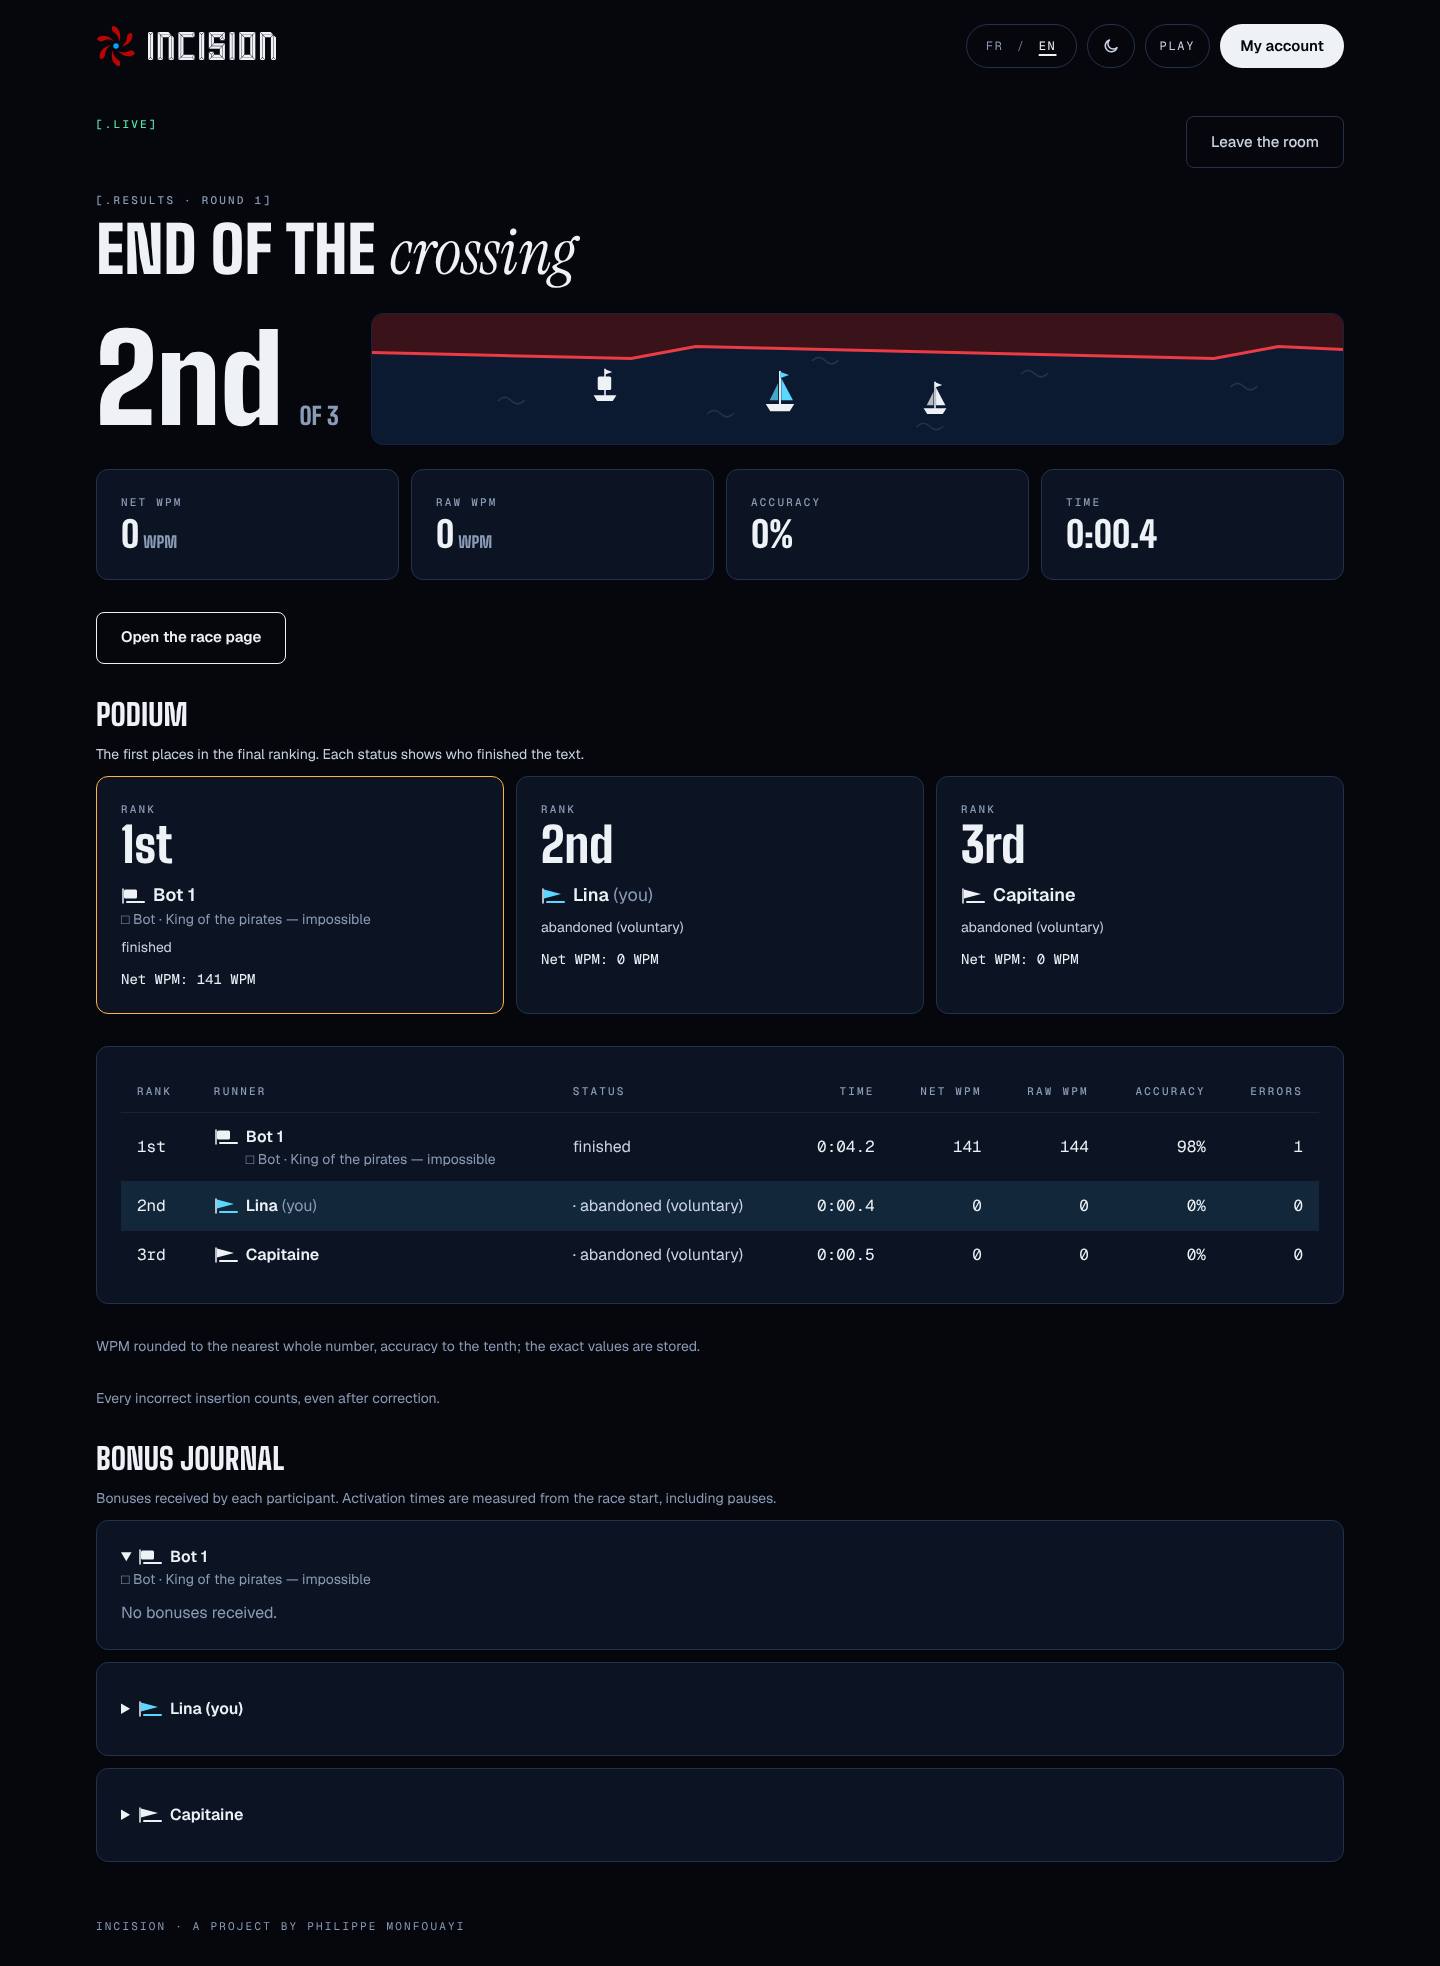 INCISION
FR / EN
PLAY
My account
[.LIVE]
Leave the room
[.RESULTS · ROUND 1]
END OF THE crossing
2nd OF 3
NET WPM
0 WPM
RAW WPM
0 WPM
ACCURACY
0%
TIME
0:00.4
Open the race page
PODIUM
The first places in the final ranking. Each status shows who finished the text.
RANK
1st
Bot 1
□ Bot · King of the pirates — impossible
finished
Net WPM: 141 WPM
RANK
2nd
Lina (you)
abandoned (voluntary)
Net WPM: 0 WPM
RANK
3rd
Capitaine
abandoned (voluntary)
Net WPM: 0 WPM
RANK RUNNER STATUS TIME NET WPM RAW WPM ACCURACY ERRORS
1st Bot 1 finished 0:04.2 141 144 98% 1
□ Bot · King of the pirates — impossible
2nd Lina (you) · abandoned (voluntary) 0:00.4 0 0 0% 0
3rd Capitaine · abandoned (voluntary) 0:00.5 0 0 0% 0
WPM rounded to the nearest whole number, accuracy to the tenth; the exact values are stored.
Every incorrect insertion counts, even after correction.
BONUS JOURNAL
Bonuses received by each participant. Activation times are measured from the race start, including pauses.
Bot 1
□ Bot · King of the pirates — impossible
No bonuses received.
Lina (you)
Capitaine
INCISION · A PROJECT BY PHILIPPE MONFOUAYI